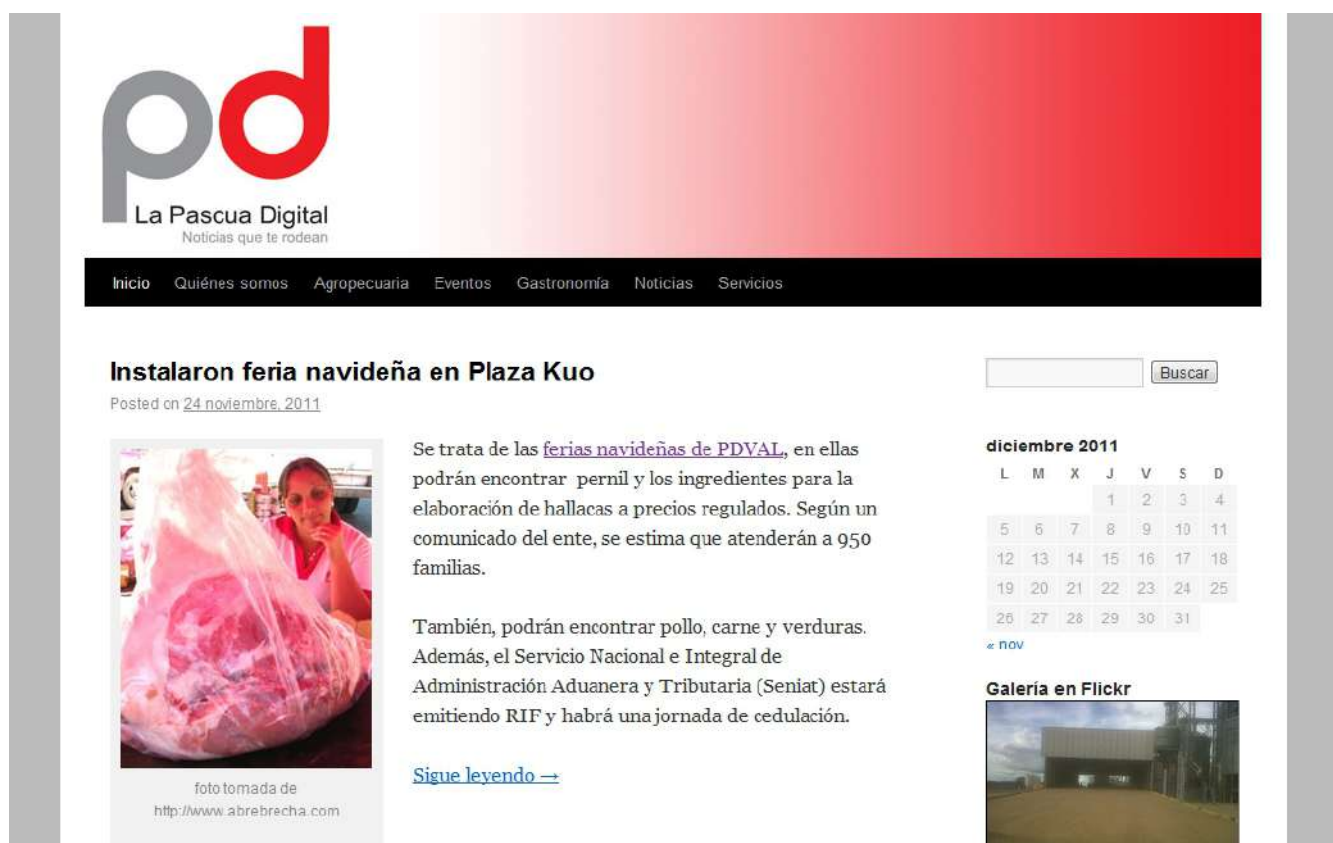 pd
La Pascua Digital
Noticias que te rodean
Inicio Quiénes somos Agropecuaria Eventos Gastronomía Noticias Servicios
Instalaron feria navideña en Plaza Kuo
Posted on 24 noviembre, 2011
Se trata de las ferias navideñas de PDVAL, en ellas
podrán encontrar pernil y los ingredientes para la
elaboración de hallacas a precios regulados. Según un
comunicado del ente, se estima que atenderán a 950
familias.
También, podrán encontrar pollo, carne y verduras.
Además, el Servicio Nacional e Integral de
Administración Aduanera y Tributaria (Seniat) estará
emitiendo RIF y habrá una jornada de cedulación.
Sigue leyendo →
foto tomada de
http://www.abrebrecha.com
Buscar
diciembre 2011
L M X J V S D
1 2 3 4
5 6 7 8 9 10 11
12 13 14 15 16 17 18
19 20 21 22 23 24 25
26 27 28 29 30 31
« nov
Galería en Flickr